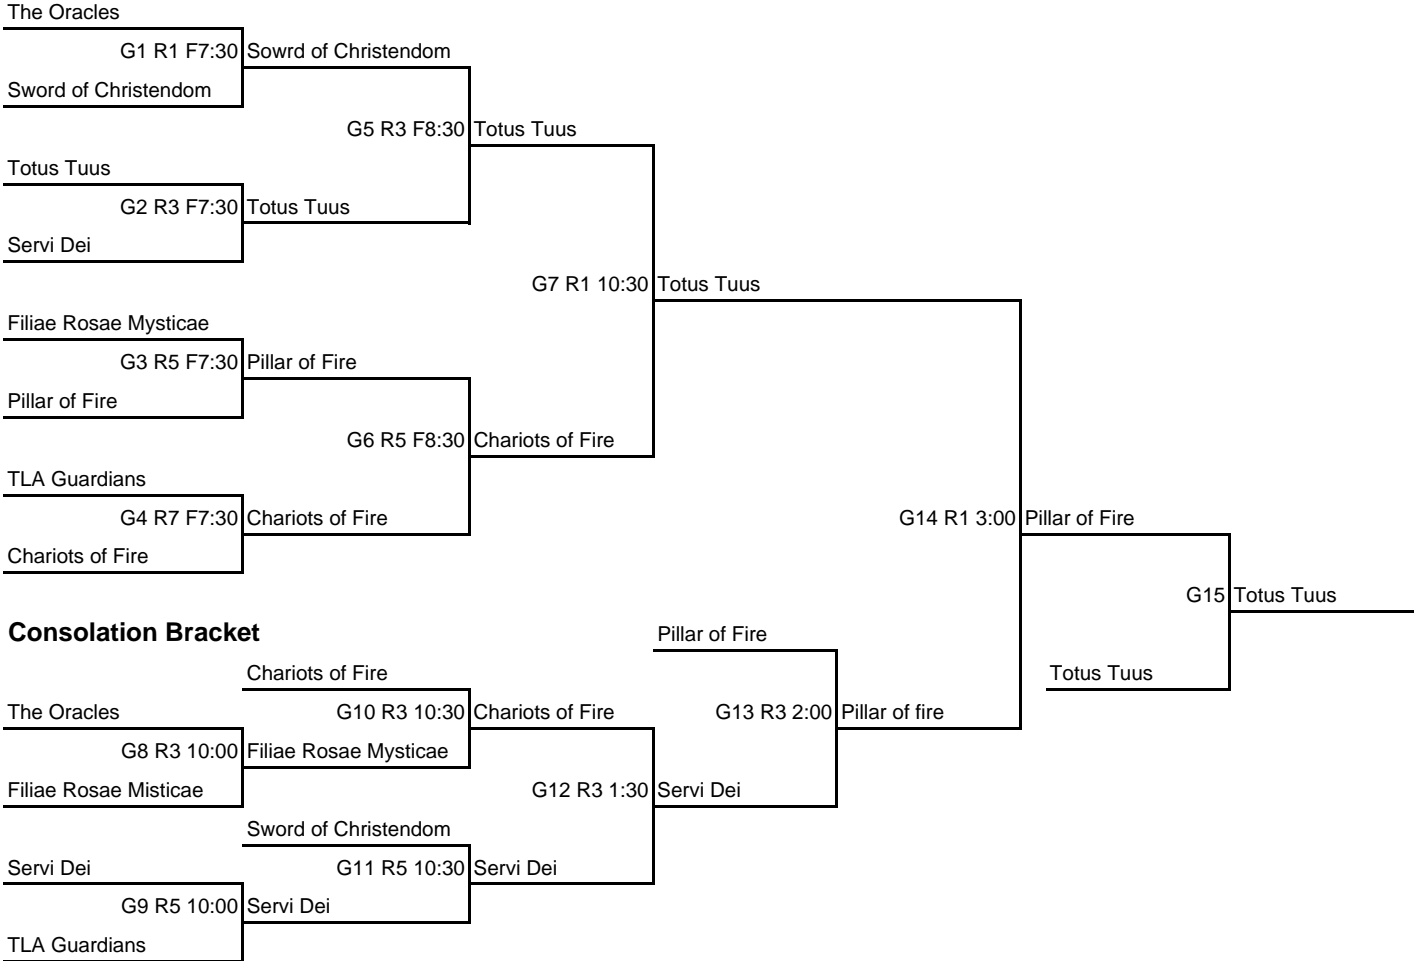 The Oracles
G1 R1 F7:30 Sowrd of Christendom
Sword of Christendom
G5 R3 F8:30 Totus Tuus
Totus Tuus
G2 R3 F7:30 Totus Tuus
Servi Dei
G7 R1 10:30 Totus Tuus
Filiae Rosae Mysticae
G3 R5 F7:30 Pillar of Fire
Pillar of Fire
G6 R5 F8:30 Chariots of Fire
TLA Guardians
G4 R7 F7:30 Chariots of Fire
G14 R1 3:00 Pillar of Fire
Chariots of Fire
G15 Totus Tuus
Consolation Bracket
Pillar of Fire
Chariots of Fire
Totus Tuus
The Oracles
G10 R3 10:30 Chariots of Fire
G13 R3 2:00 Pillar of fire
G8 R3 10:00 Filiae Rosae Mysticae
Filiae Rosae Misticae
G12 R3 1:30 Servi Dei
Sword of Christendom
Servi Dei
G11 R5 10:30 Servi Dei
G9 R5 10:00 Servi Dei
TLA Guardians